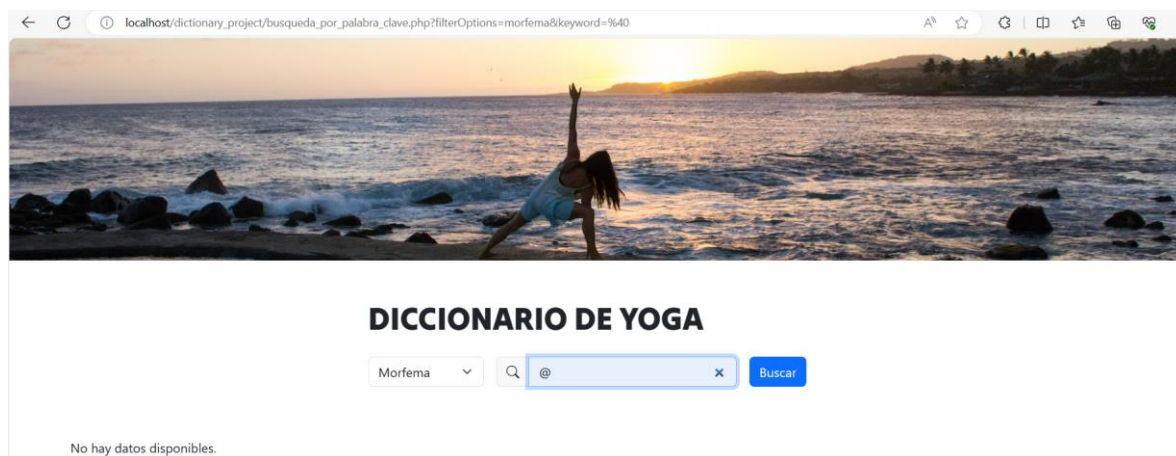 localhost/dictionary_project/busqueda_por_palabra_clave.php?filterOptions=morfema&keyword=%40
DICCIONARIO DE YOGA
Morfema @ Buscar
No hay datos disponibles.